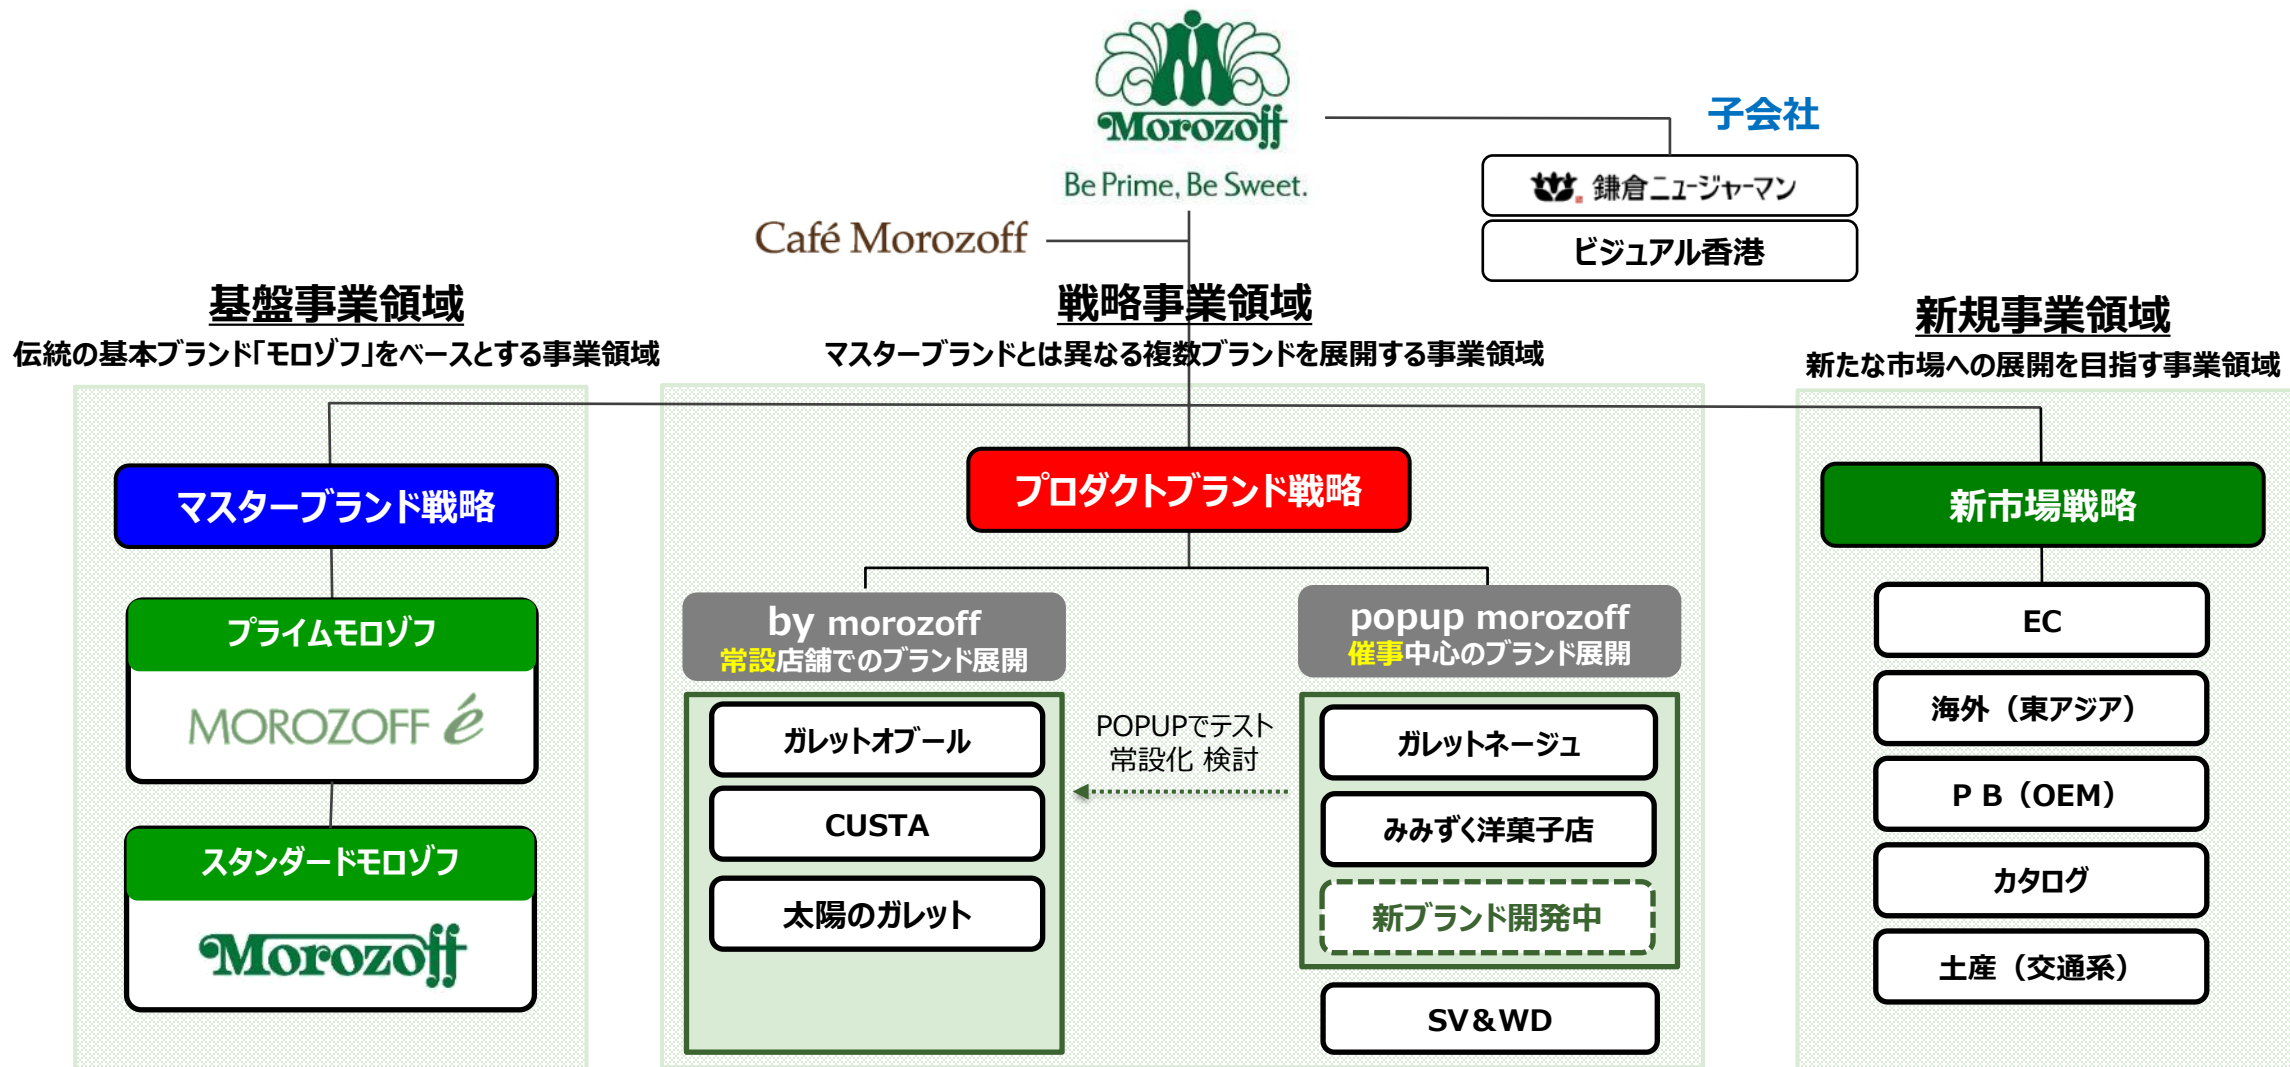 Morozoff
Be Prime, Be Sweet.
子会社
鎌倉ニュージャーマン
ビジュアル香港
Café Morozoff
基盤事業領域
伝統の基本ブランド「モロゾフ」をベースとする事業領域
マスターブランド戦略
プライムモロゾフ
MOROZOFF é
スタンダードモロゾフ
Morozoff
戦略事業領域
マスターブランドとは異なる複数ブランドを展開する事業領域
プロダクトブランド戦略
by morozoff
常設店舗でのブランド展開
ガレットオブール
CUSTA
太陽のガレット
POPUPでテスト
常設化 検討
popup morozoff
催事中心のブランド展開
ガレットネージュ
みみずく洋菓子店
新ブランド開発中
SV&WD
新規事業領域
新たな市場への展開を目指す事業領域
新市場戦略
EC
海外（東アジア）
P B（OEM）
カタログ
土産（交通系）